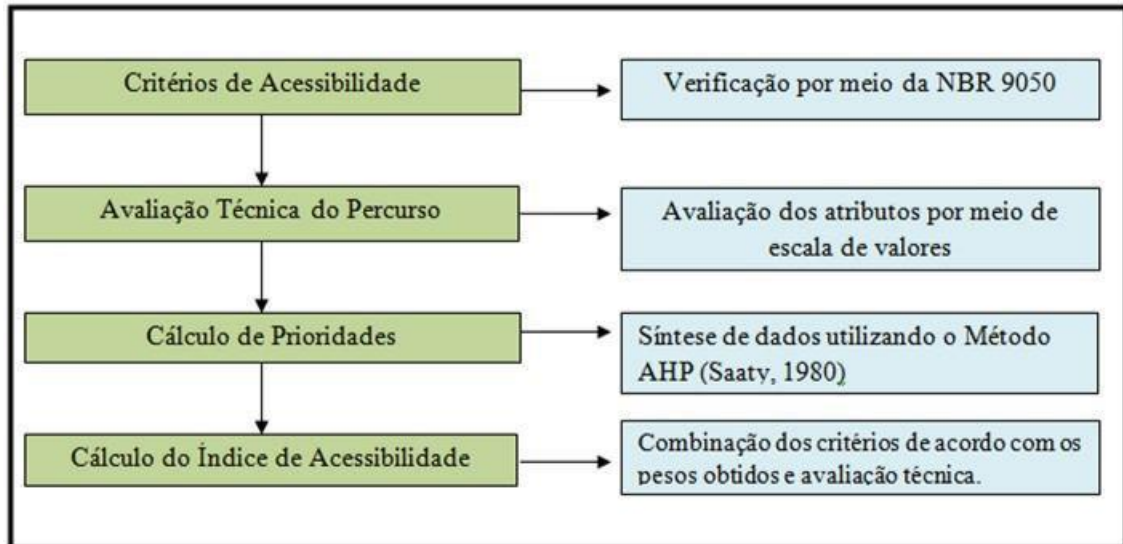 Critérios de Acessibilidade
Verificação por meio da NBR 9050
Avaliação Técnica do Percurso
Avaliação dos atributos por meio de
escala de valores
Cálculo de Prioridades
Síntese de dados utilizando o Método
AHP (Saaty, 1980)
Cálculo do Índice de Acessibilidade
Combinação dos critérios de acordo com os
pesos obtidos e avaliação técnica.